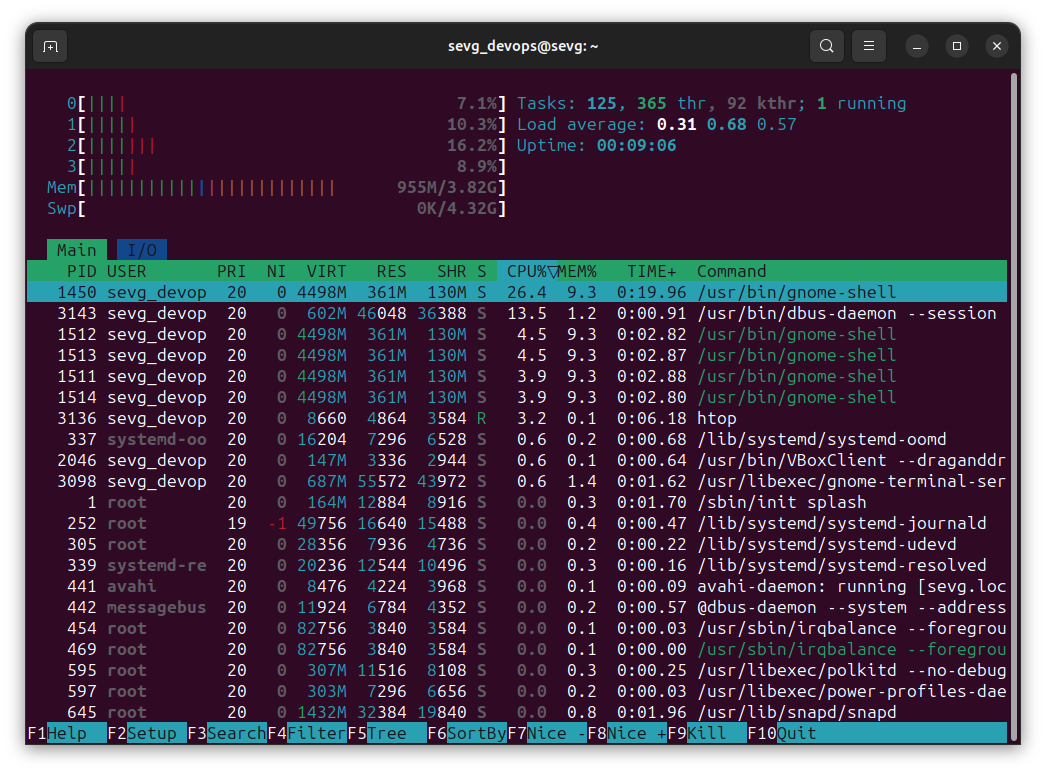 sevg_devops@sevg: ~
0[|||| 7.1%] Tasks: 125, 365 thr, 92 kthr; 1 running
1[||||| 10.3%] Load average: 0.31 0.68 0.57
2[||||||| 16.2%] Uptime: 00:09:06
3[||||| 8.9%]
Mem[||||||||||||||||||||||||| 955M/3.82G]
Swp[ 0K/4.32G]
Main I/O
PID USER PRI NI VIRT RES SHR S CPU%▽MEM% TIME+ Command
1450 sevg_devop 20 0 4498M 361M 130M S 26.4 9.3 0:19.96 /usr/bin/gnome-shell
3143 sevg_devop 20 0 602M 46048 36388 S 13.5 1.2 0:00.91 /usr/bin/dbus-daemon --session
1512 sevg_devop 20 0 4498M 361M 130M S 4.5 9.3 0:02.82 /usr/bin/gnome-shell
1513 sevg_devop 20 0 4498M 361M 130M S 4.5 9.3 0:02.87 /usr/bin/gnome-shell
1511 sevg_devop 20 0 4498M 361M 130M S 3.9 9.3 0:02.88 /usr/bin/gnome-shell
1514 sevg_devop 20 0 4498M 361M 130M S 3.9 9.3 0:02.80 /usr/bin/gnome-shell
3136 sevg_devop 20 0 8660 4864 3584 R 3.2 0.1 0:06.18 htop
337 systemd-oo 20 0 16204 7296 6528 S 0.6 0.2 0:00.68 /lib/systemd/systemd-oomd
2046 sevg_devop 20 0 147M 3336 2944 S 0.6 0.1 0:00.64 /usr/bin/VBoxClient --draganddr
3098 sevg_devop 20 0 687M 55572 43972 S 0.6 1.4 0:01.62 /usr/libexec/gnome-terminal-ser
1 root 20 0 164M 12884 8916 S 0.0 0.3 0:01.70 /sbin/init splash
252 root 19 -1 49756 16640 15488 S 0.0 0.4 0:00.47 /lib/systemd/systemd-journald
305 root 20 0 28356 7936 4736 S 0.0 0.2 0:00.22 /lib/systemd/systemd-udevd
339 systemd-re 20 0 20236 12544 10496 S 0.0 0.3 0:00.16 /lib/systemd/systemd-resolved
441 avahi 20 0 8476 4224 3968 S 0.0 0.1 0:00.09 avahi-daemon: running [sevg.loc
442 messagebus 20 0 11924 6784 4352 S 0.0 0.2 0:00.57 @dbus-daemon --system --address
454 root 20 0 82756 3840 3584 S 0.0 0.1 0:00.03 /usr/sbin/irqbalance --foregrou
469 root 20 0 82756 3840 3584 S 0.0 0.1 0:00.00 /usr/sbin/irqbalance --foregrou
595 root 20 0 307M 11516 8108 S 0.0 0.3 0:00.25 /usr/libexec/polkitd --no-debug
597 root 20 0 303M 7296 6656 S 0.0 0.2 0:00.03 /usr/libexec/power-profiles-dae
645 root 20 0 1432M 32384 19840 S 0.0 0.8 0:01.96 /usr/lib/snapd/snapd
F1Help F2Setup F3SearchF4FilterF5Tree F6SortByF7Nice -F8Nice +F9Kill F10Quit